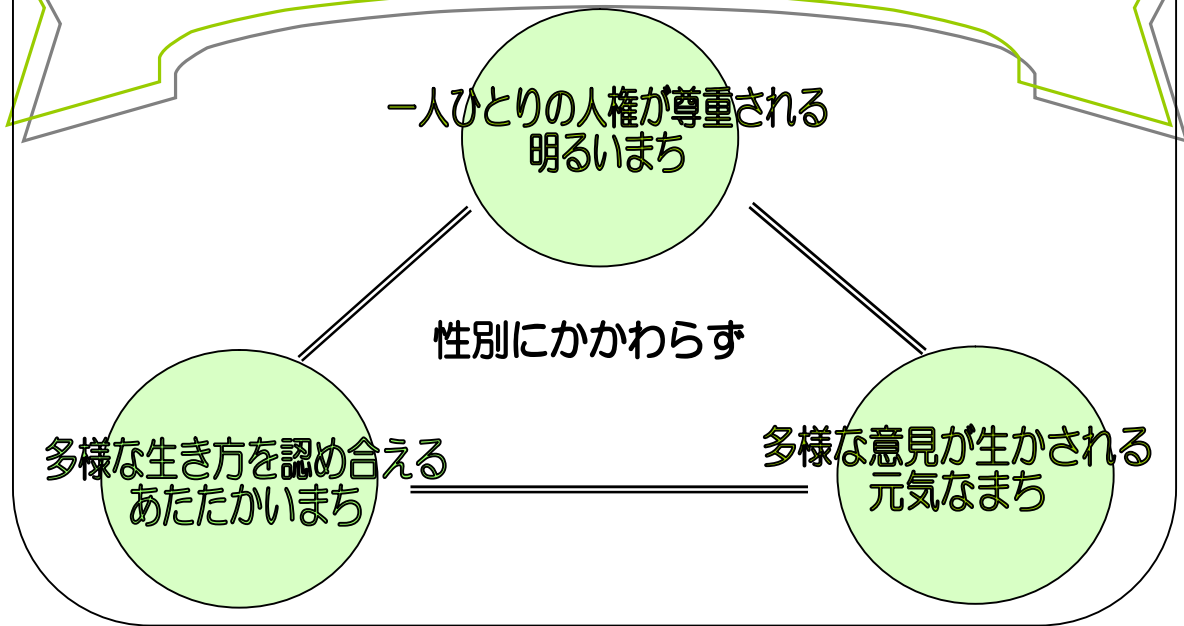 一人ひとりの人権が尊重される
明るいまち
性別にかかわらず
多様な生き方を認め合える
あたたかいまち
多様な意見が生かされる
元気なまち